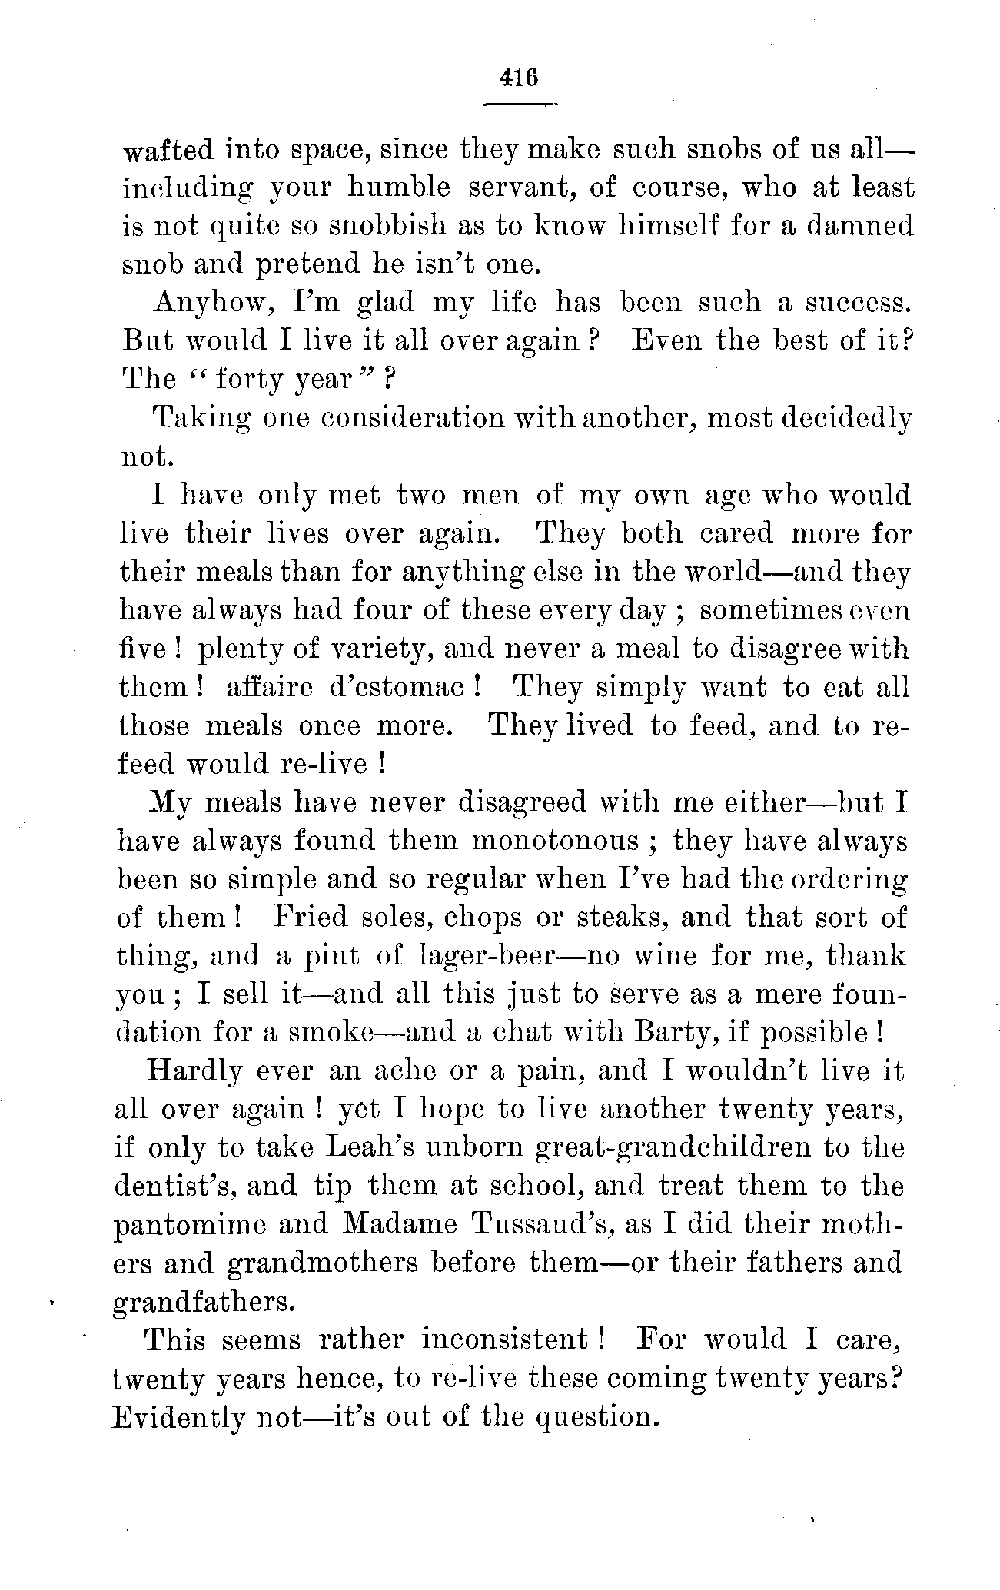 416
wafted into space, since they make such snobs of us all—
including your humble servant, of course, who at least
is not quite so snobbish as to know himself for a damned
snob and pretend he isn't one.
Anyhow, I'm glad my life has been such a success.
But would I live it all over again ? Even the best of it?
The “ forty year ” ?
Taking one consideration with another, most decidedly
not.
I have only met two men of my own age who would
live their lives over again. They both cared more for
their meals than for anything else in the world—and they
have always had four of these every day ; sometimes even
five ! plenty of variety, and never a meal to disagree with
them ! affaire d'estomac ! They simply want to eat all
those meals once more. They lived to feed, and to re-
feed would re-live !
My meals have never disagreed with me either—but I
have always found them monotonous ; they have always
been so simple and so regular when I've had the ordering
of them ! Fried soles, chops or steaks, and that sort of
thing, and a pint of lager-beer—no wine for me, thank
you ; I sell it—and all this just to serve as a mere foun-
dation for a smoke—and a chat with Barty, if possible !
Hardly ever an ache or a pain, and I wouldn't live it
all over again ! yet I hope to live another twenty years,
if only to take Leah's unborn great-grandchildren to the
dentist's, and tip them at school, and treat them to the
pantomime and Madame Tussaud's, as I did their moth-
ers and grandmothers before them—or their fathers and
grandfathers.
This seems rather inconsistent ! For would I care,
twenty years hence, to re-live these coming twenty years?
Evidently not—it's out of the question.